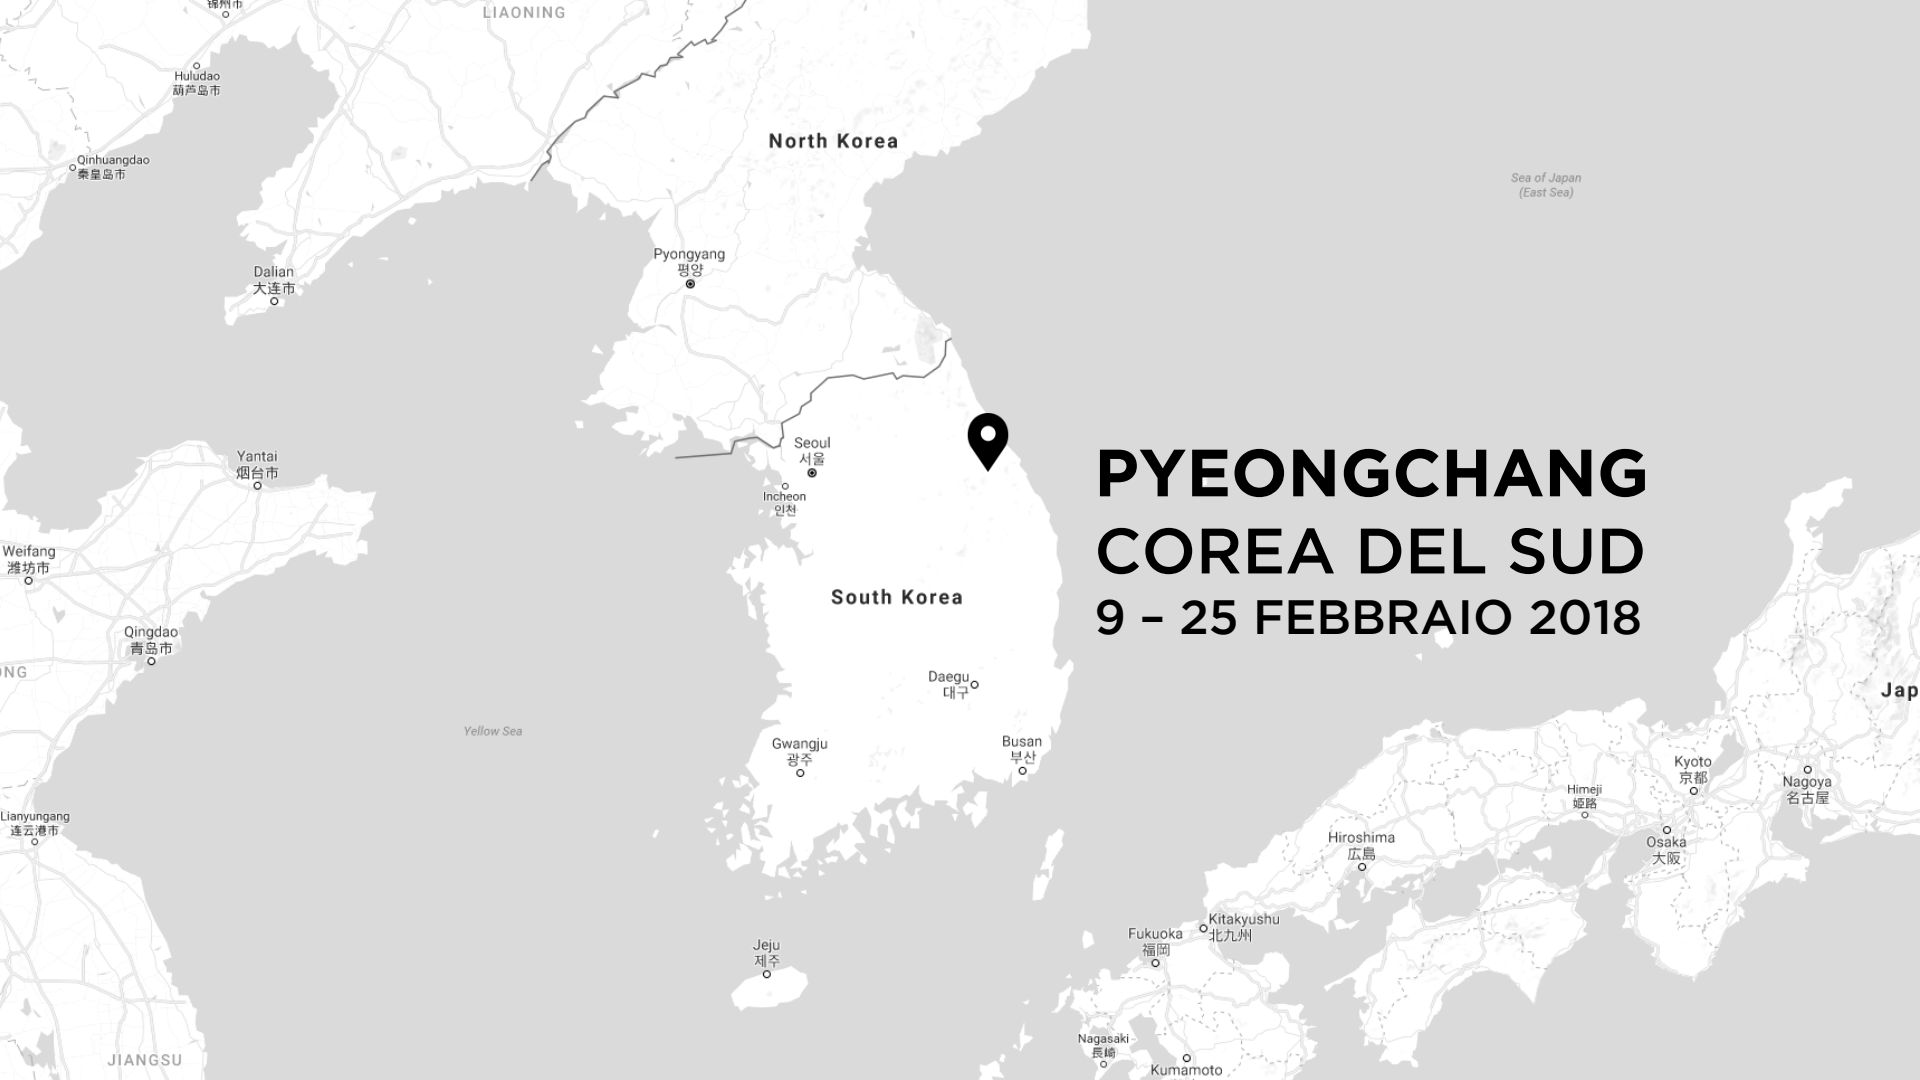 锦州市
LIAONING
Huludao
葫芦岛市
North Korea
Qinhuangdao
秦皇岛市
Sea of Japan
(East Sea)
Pyongyang
평양
Dalian
大连市
Seoul
서울
Yantai
烟台市
Incheon
인천
PYEONGCHANG
COREA DEL SUD
9 – 25 FEBBRAIO 2018
Weifang
潍坊市
South Korea
Qingdao
青岛市
ONG
Daegu
대구
Jap
Yellow Sea
Gwangju
광주
Busan
부산
Kyoto
京都
Nagoya
名古屋
Himeji
姫路
Lianyungang
连云港市
Hiroshima
広島
Osaka
大阪
Kitakyushu
北九州
Fukuoka
福岡
Jeju
제주
Nagasaki
長崎
JIANGSU
Kumamoto